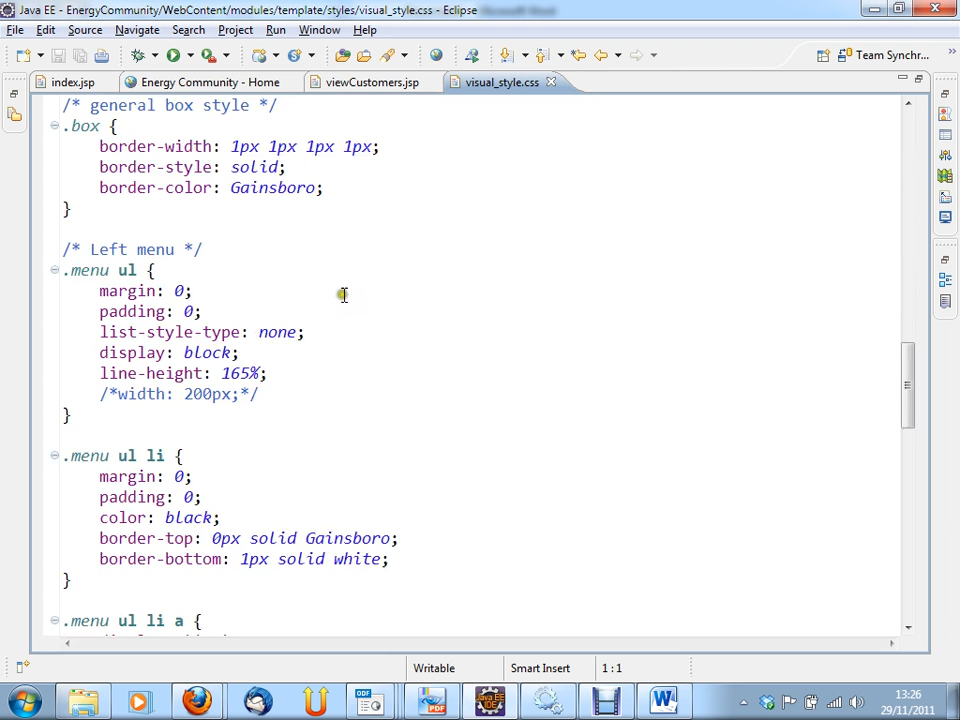 Java EE - EnergyCommunity/WebContent/modules/template/styles/visual_style.css - Eclipse
File Edit Source Navigate Search Project Run Window Help
Team Synchr...
index.jsp Energy Community - Home viewCustomers.jsp visual_style.css
/* general box style */
.box {
border-width: 1px 1px 1px 1px;
border-style: solid;
border-color: Gainsboro;
}
/* Left menu */
.menu ul {
margin: 0;
padding: 0;
list-style-type: none;
display: block;
line-height: 165%;
/*width: 200px;*/
}
.menu ul li {
margin: 0;
padding: 0;
color: black;
border-top: 0px solid Gainsboro;
border-bottom: 1px solid white;
}
.menu ul li a {
Writable Smart Insert 1 : 1
ODF
PDF
Java EE
IDE
W
13:26
29/11/2011